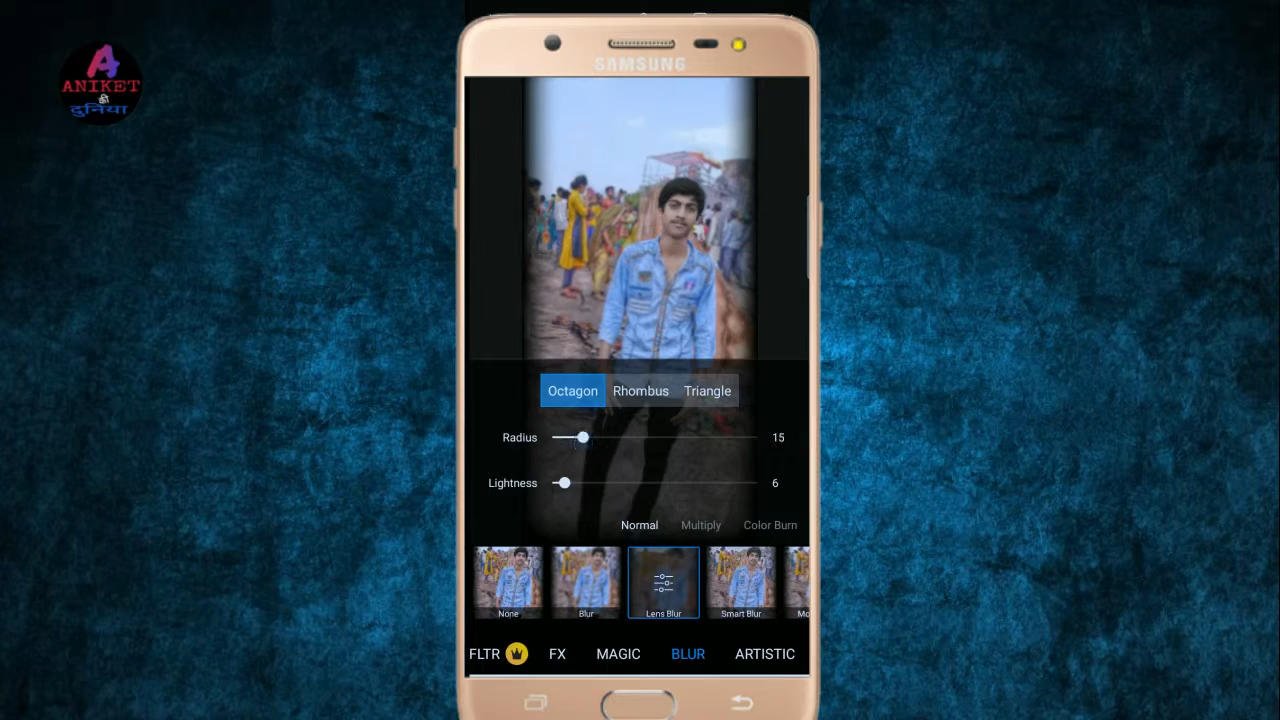 ANIKET
की
दुनिया
SAMSUNG
Octagon Rhombus Triangle
Radius 15
Lightness 6
Normal Multiply Color Burn
None Blur Lens Blur Smart Blur Mo
FLTR FX MAGIC BLUR ARTISTIC